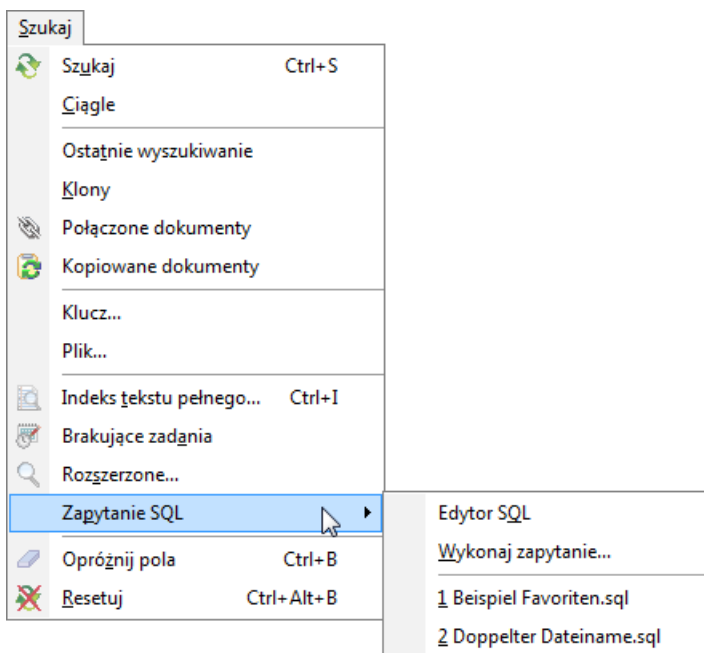 Szukaj
Szukaj Ctrl+S
Ciągle
Ostatnie wyszukiwanie
Klony
Połączone dokumenty
Kopiowane dokumenty
Klucz...
Plik...
Indeks tekstu pełnego... Ctrl+I
Brakujące zadania
Rozszerzone...
Zapytanie SQL
Edytor SQL
Wykonaj zapytanie...
1 Beispiel Favoriten.sql
2 Doppelter Dateiname.sql
Opróżnij pola Ctrl+B
Resetuj Ctrl+Alt+B